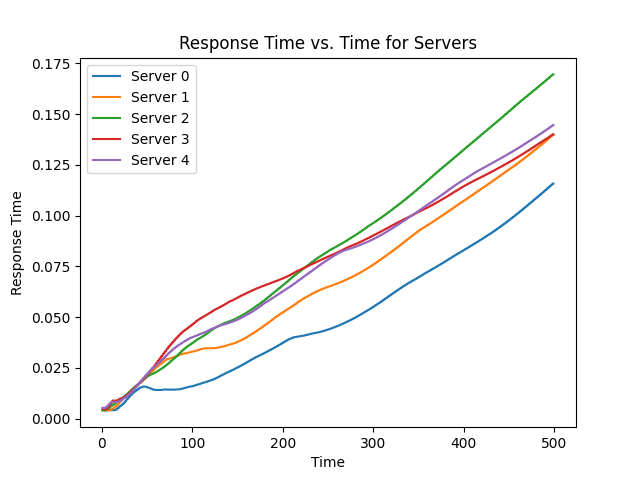 Response Time vs. Time for Servers
Server 0
Server 1
Server 2
Server 3
Server 4
Response Time
0.175
0.150
0.125
0.100
0.075
0.050
0.025
0.000
0 100 200 300 400 500
Time